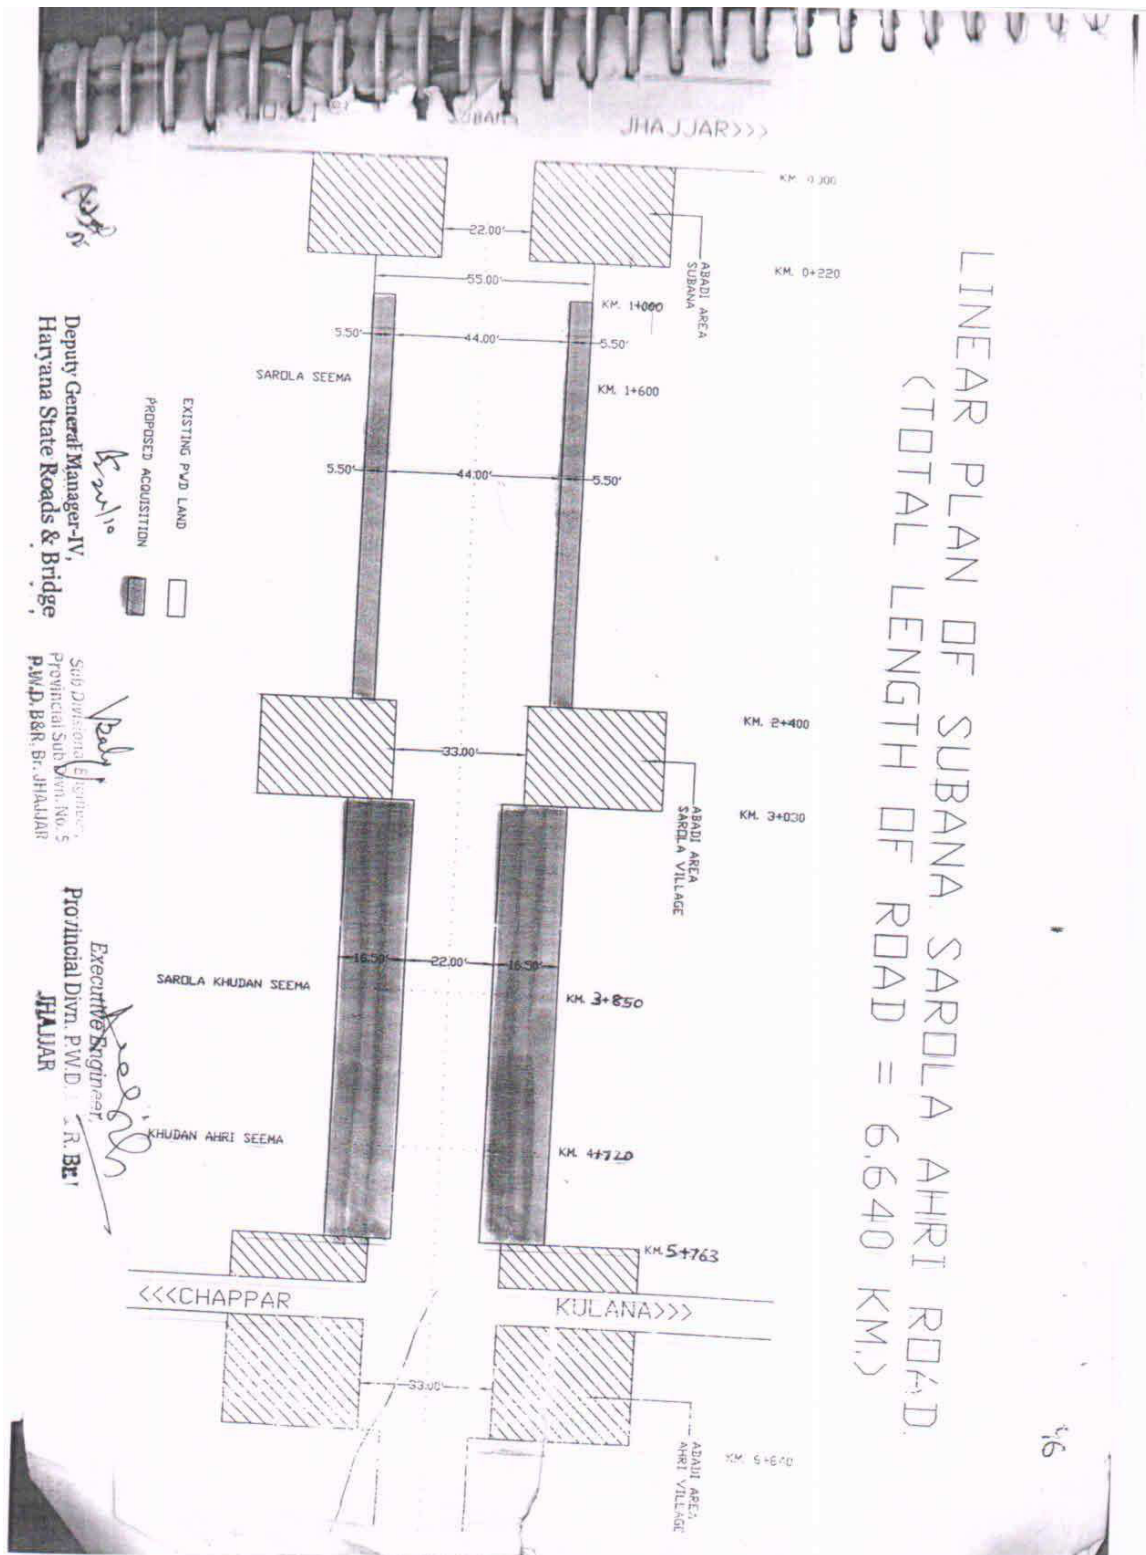 LINEAR PLAN OF SUBANA SAROLA AHRI ROAD.
(TOTAL LENGTH OF ROAD = 6.640 KM.)
96
JHAJJAR>>>
KM. 0+220
22.00'
ABADI AREA
SUBANA
55.00'
KM. 1+000
5.50'
44.00'
5.50'
SAROLA SEEMA
KM. 1+600
5.50'
44.00'
5.50'
KM. 2+400
33.00'
ABADI AREA
SAROLA VILLAGE
KM. 3+030
16.50'
22.00'
16.50'
SAROLA KHUDAN SEEMA
KM. 3+850
KHUDAN AHRI SEEMA
KM. 4+720
KM. 5+763
<<<CHAPPAR
KULANA>>>
33.00'
ABADI AREA
AHRI VILLAGE
KM. 6+640
EXISTING PWD LAND
PROPOSED ACQUISITION
Deputy General Manager-IV,
Haryana State Roads & Bridge
Sub Divisional Engineer,
Provincial Sub Divn. No. 5
P.W.D. B&R. Br. JHAJJAR
Executive Engineer,
Provincial Divn. P.W.D. R. Br.
JHAJJAR